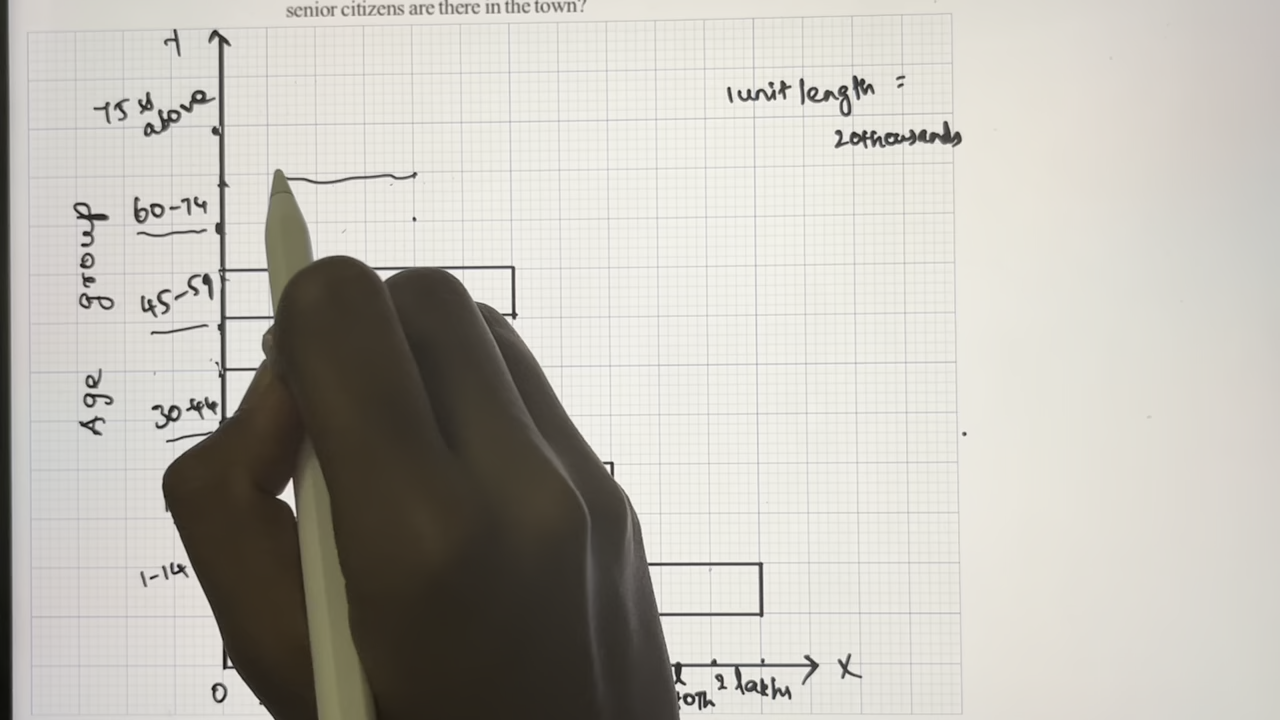 senior citizens are there in the town?
1 unit length =
20 thousands
75 &
above
60-74
45-59
30-44
1-14
Age group
0
2 lakhs
X